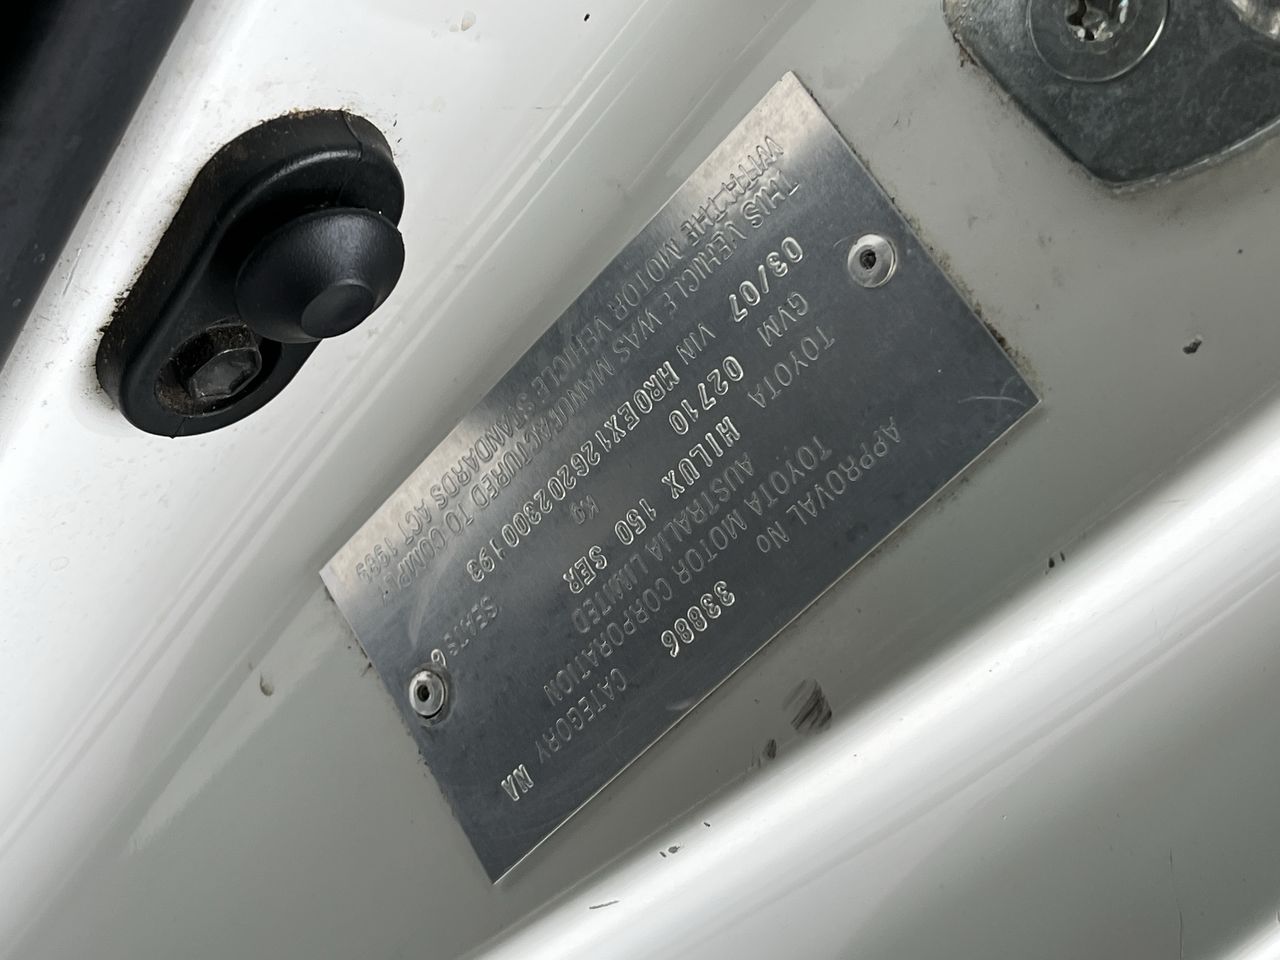 APPROVAL No 33886 CATEGORY NA
TOYOTA MOTOR CORPORATION
AUSTRALIA LIMITED
TOYOTA HILUX 150 SER
GVM 02710 KG SEATS 6
03/07 VIN MR0EX12G202300193
THIS VEHICLE WAS MANUFACTURED TO COMPLY
WITH THE MOTOR VEHICLE STANDARDS ACT 1989